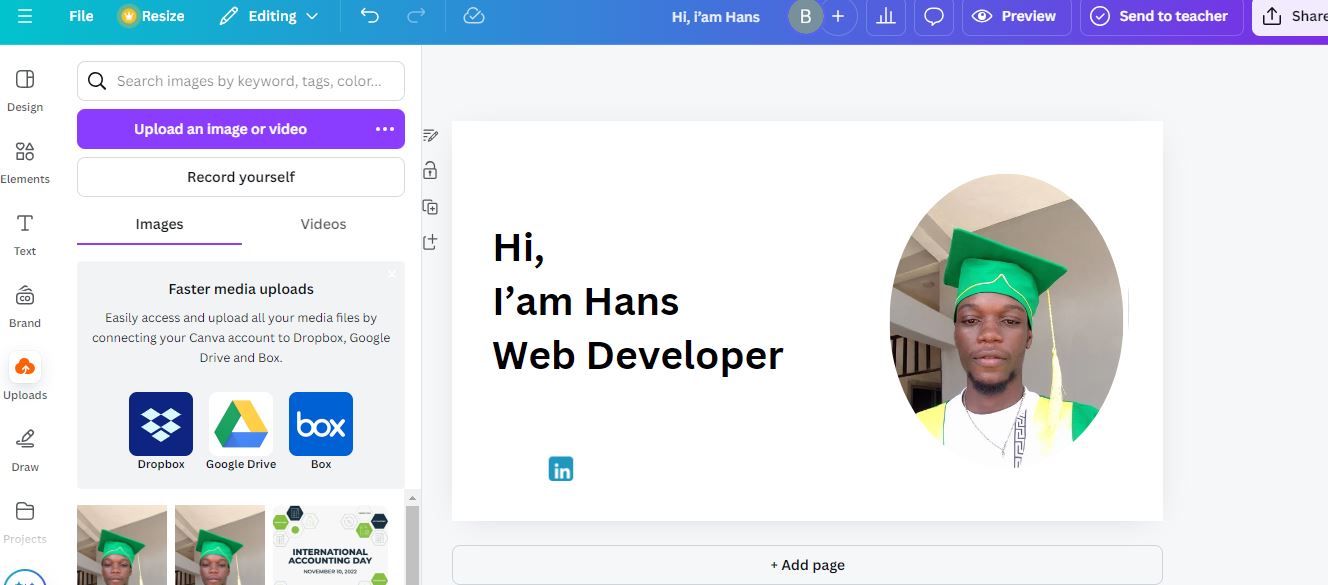 File
Resize
Editing
Hi, i'am Hans
B
+
Preview
Send to teacher
Share
Design
Elements
Text
Brand
Uploads
Draw
Projects
Search images by keyword, tags, color...
Upload an image or video
Record yourself
Images
Videos
Faster media uploads
Easily access and upload all your media files by
connecting your Canva account to Dropbox, Google
Drive and Box.
box
Dropbox
Google Drive
Box
INTERNATIONAL
ACCOUNTING DAY
NOVEMBER 10, 2022
Hi,
I’am Hans
Web Developer
in
+ Add page